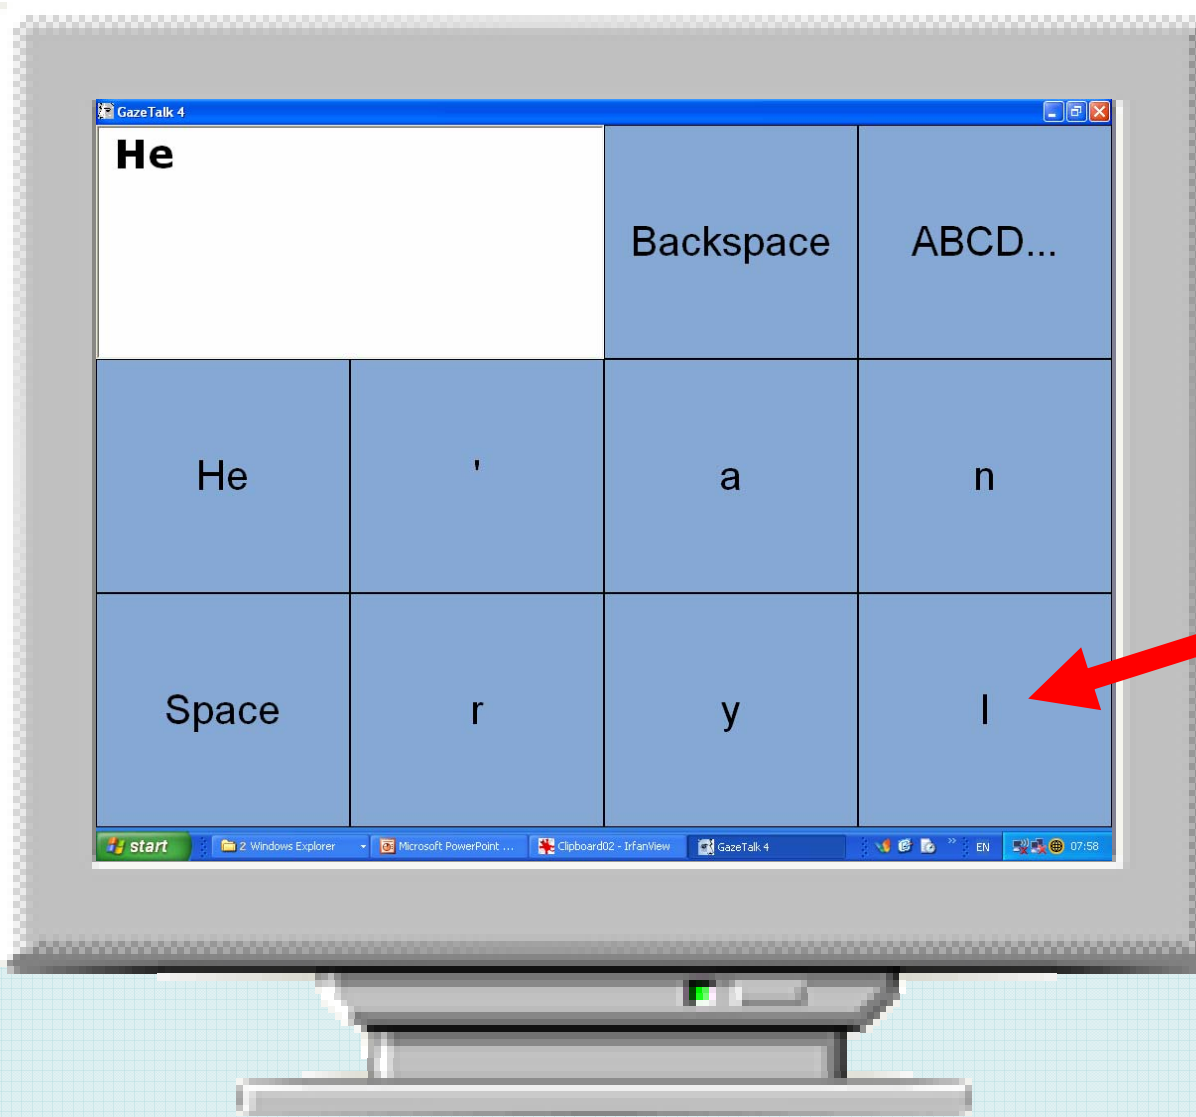 GazeTalk 4
He
Backspace ABCD...
He ' a n
Space r y l
start 2 Windows Explorer Microsoft PowerPoint ... Clipboard02 - IrfanView GazeTalk 4 EN 07:58